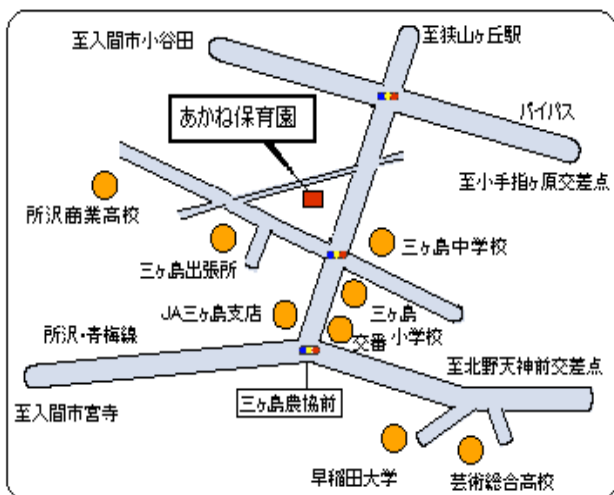 至入間市小谷田
至狭山ヶ丘駅
バイパス
あかね保育園
至小手指ヶ原交差点
所沢商業高校
三ヶ島中学校
三ヶ島出張所
JA三ヶ島支店
三ヶ島
小学校
交番
所沢・青梅線
至北野天神前交差点
三ヶ島農協前
至入間市宮寺
早稲田大学
芸術総合高校